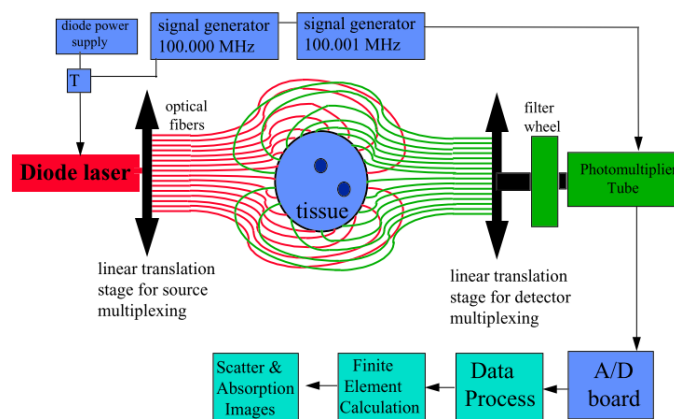 diode power
supply
signal generator
100.000 MHz
signal generator
100.001 MHz
T
optical
fibers
filter
wheel
Diode laser
tissue
Photomultiplier
Tube
linear translation
stage for source
multiplexing
linear translation
stage for detector
multiplexing
Scatter &
Absorption
Images
Finite
Element
Calculation
Data
Process
A/D
board